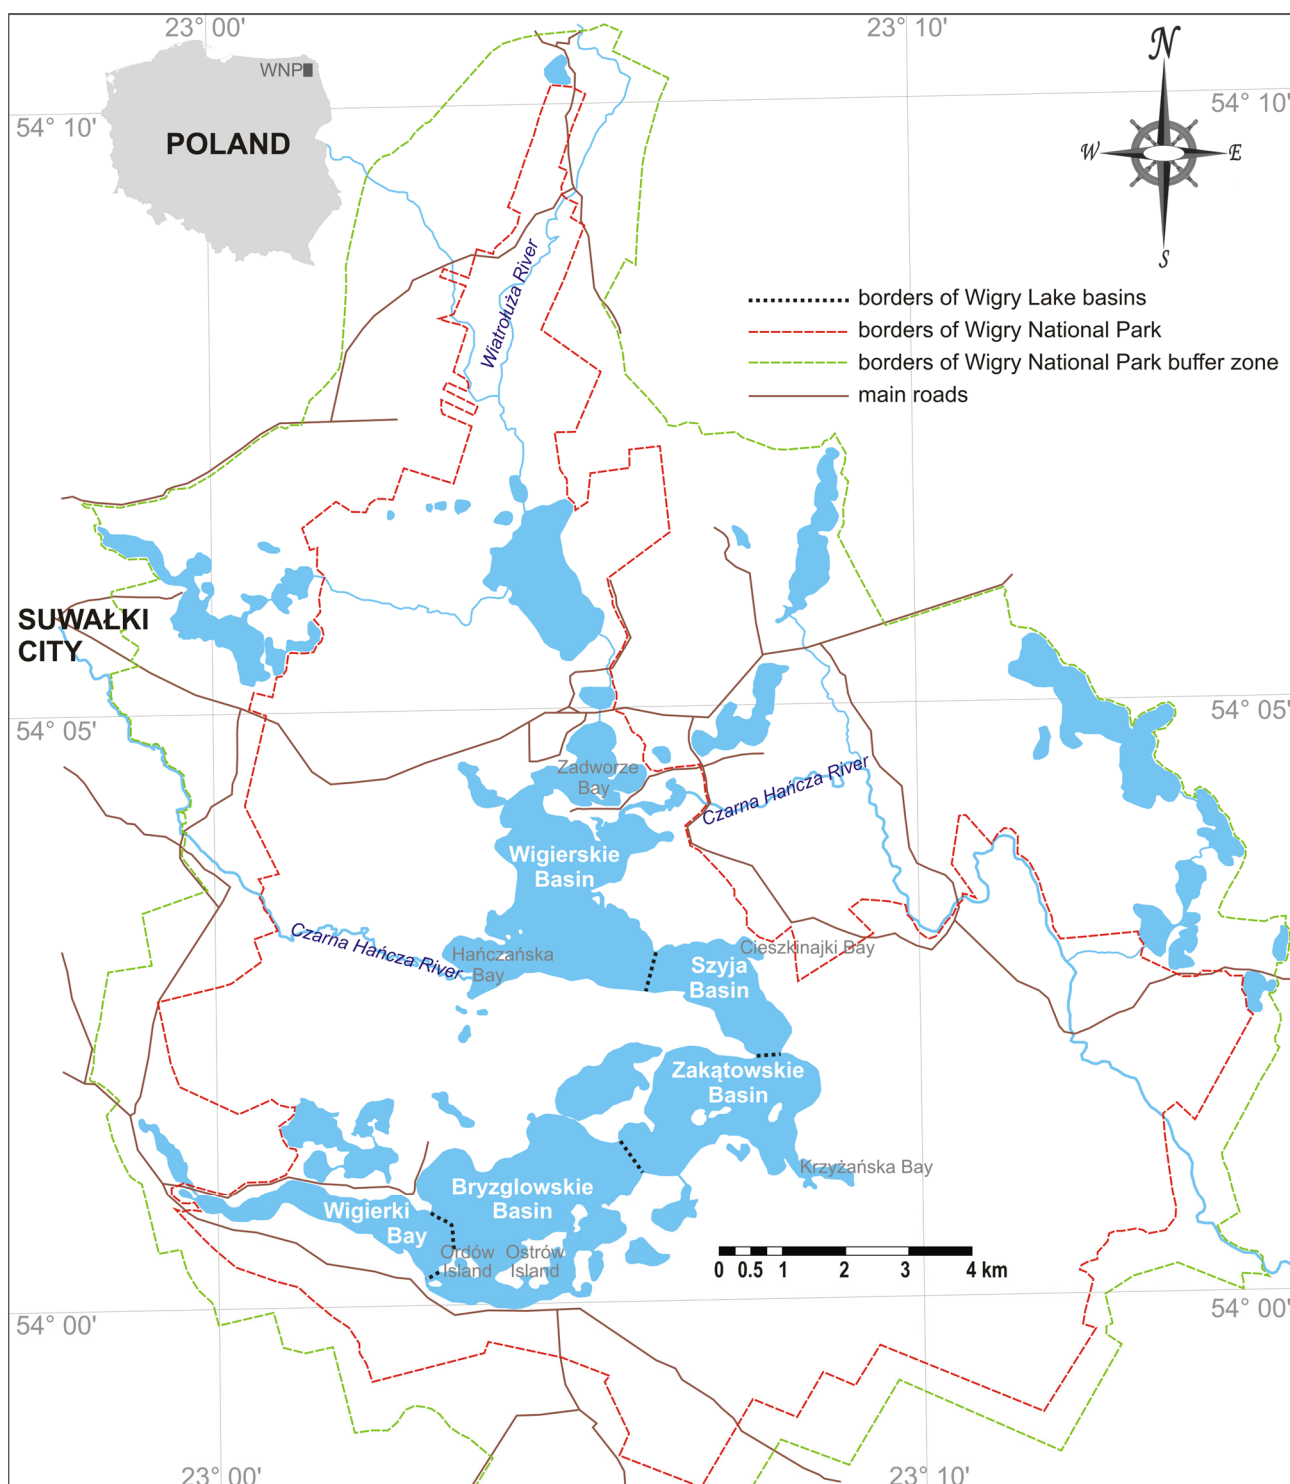 23° 00'
23° 10'
WNP
POLAND
54° 10'
54° 10'
N
W
E
S
Wiatrołuża River
borders of Wigry Lake basins
borders of Wigry National Park
borders of Wigry National Park buffer zone
main roads
SUWAŁKI
CITY
54° 05'
54° 05'
Zadworze
Bay
Czarna Hańcza River
Wigierskie
Basin
Czarna Hańcza River
Hańczańska
Bay
Cieszkinajki Bay
Szyja
Basin
Zakątowskie
Basin
Krzyżańska Bay
Bryzglowskie
Basin
Wigierki
Bay
Ordów
Island
Ostrów
Island
0 0.5 1 2 3 4 km
54° 00'
54° 00'
23° 00'
23° 10'